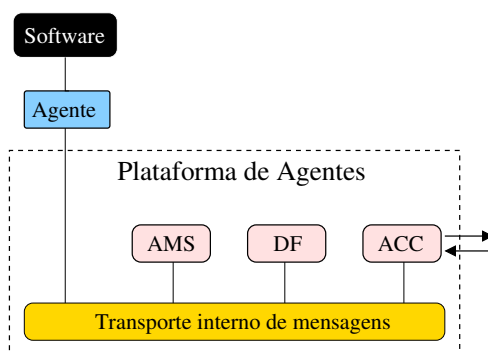 Software
Agente
Plataforma de Agentes
AMS DF ACC
Transporte interno de mensagens